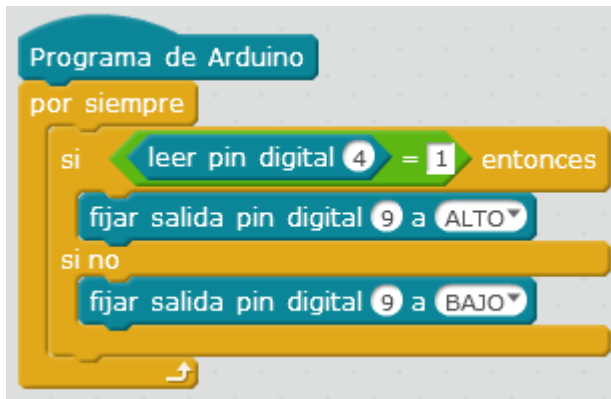 Programa de Arduino
por siempre
si leer pin digital 4 = 1 entonces
fijar salida pin digital 9 a ALTO
si no
fijar salida pin digital 9 a BAJO